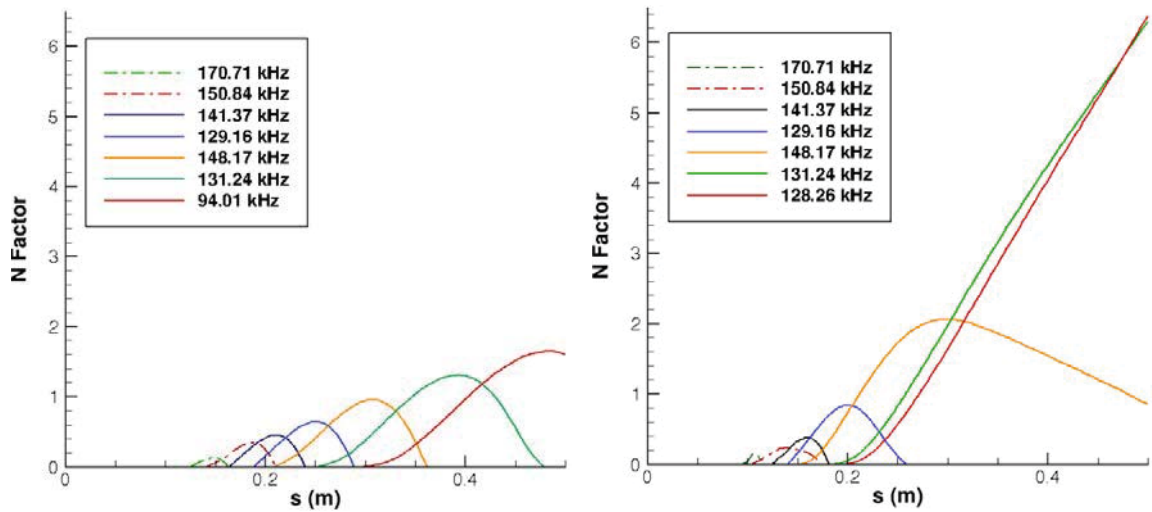 6
5
4
3
2
1
0
N Factor
170.71 kHz
150.84 kHz
141.37 kHz
129.16 kHz
148.17 kHz
131.24 kHz
94.01 kHz
0 0.2 0.4
s (m)
6
5
4
3
2
1
0
N Factor
170.71 kHz
150.84 kHz
141.37 kHz
129.16 kHz
148.17 kHz
131.24 kHz
128.26 kHz
0 0.2 0.4
s (m)